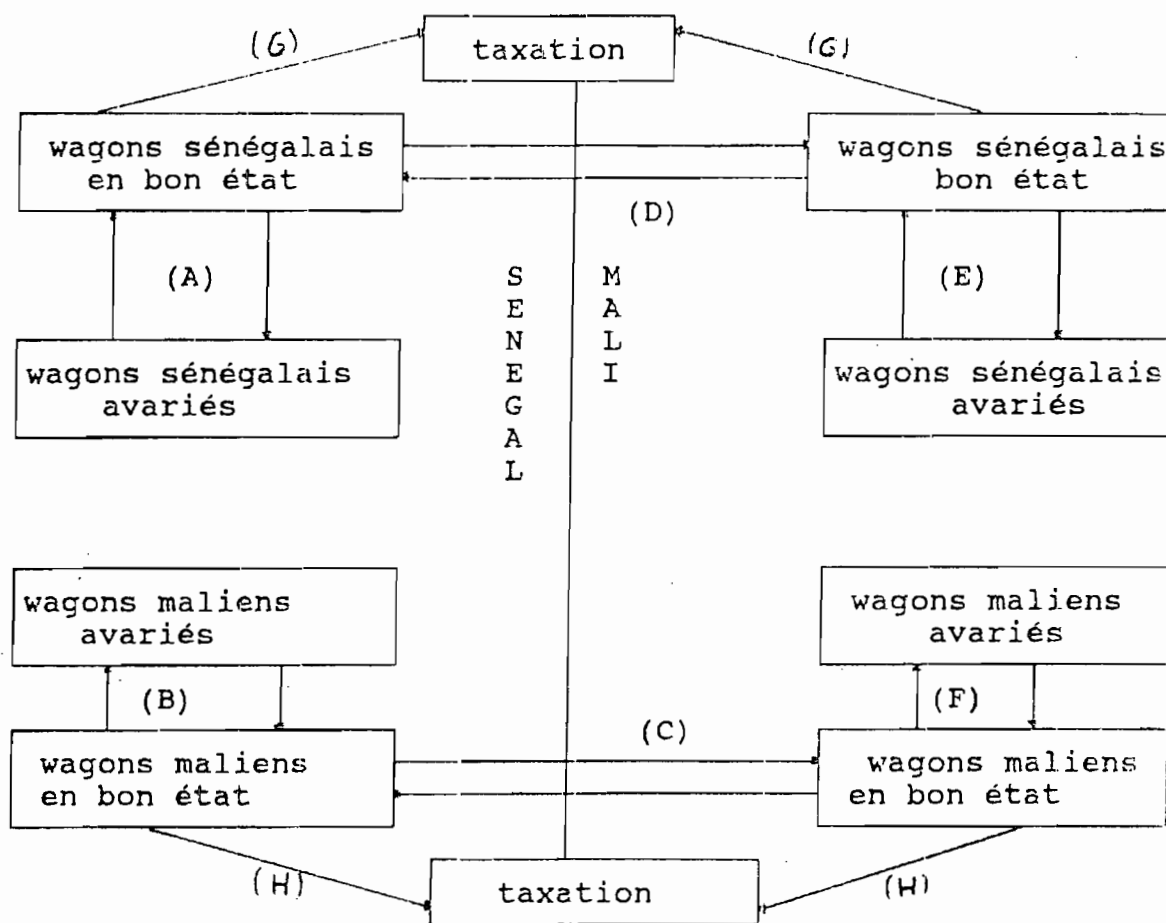 (G)
taxation
(G)
wagons sénégalais
en bon état
wagons sénégalais
bon état
(D)
(A)
S
E
N
E
G
A
L
M
A
L
I
(E)
wagons sénégalais
avariés
wagons sénégalais
avariés
wagons maliens
avariés
wagons maliens
avariés
(B)
(F)
(C)
wagons maliens
en bon état
wagons maliens
en bon état
(H)
taxation
(H)